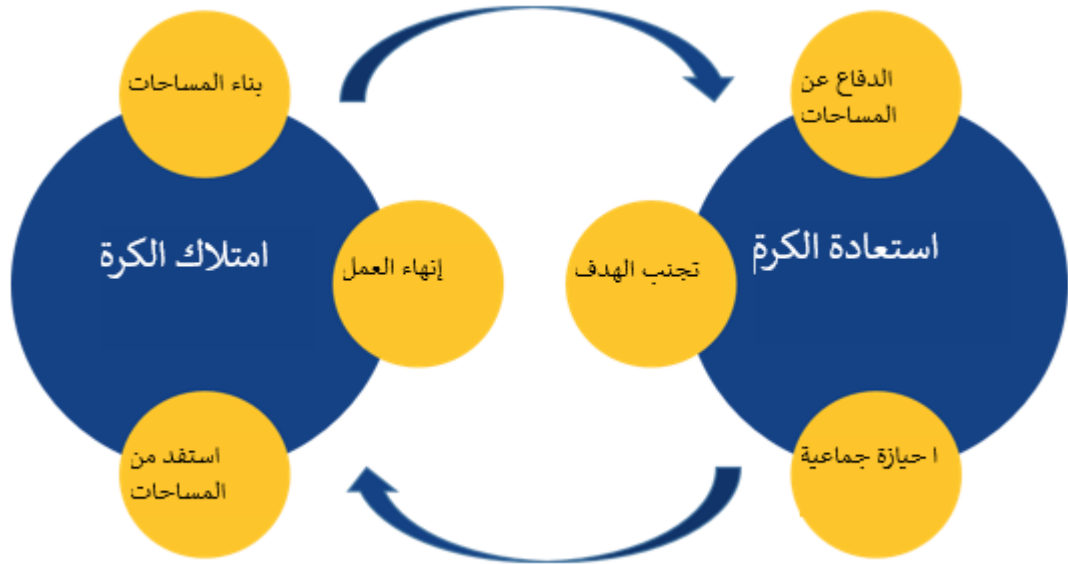 بناء المساحات
امتلاك الكرة
إنهاء العمل
استفد من
المساحات
الدفاع عن
المساحات
استعادة الكرة
تجنب الهدف
ا حيازة جماعية